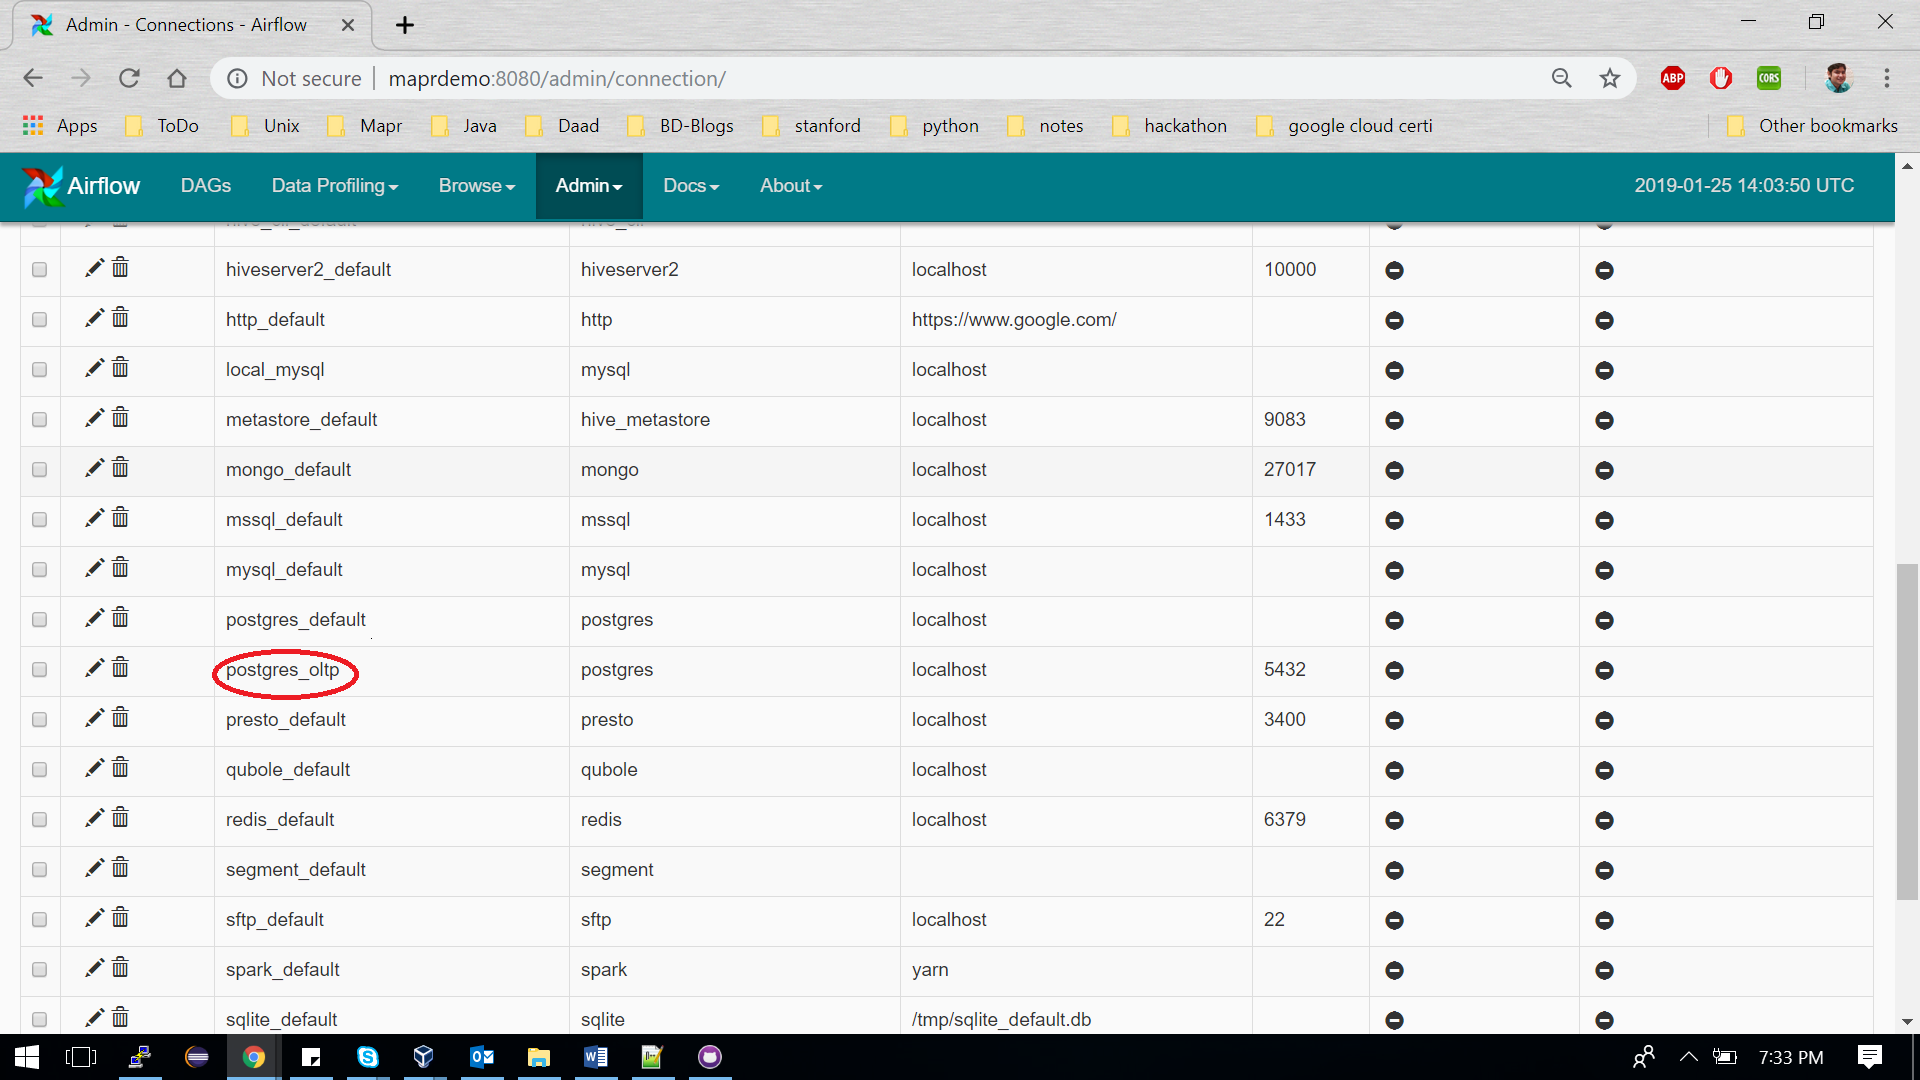 Admin - Connections - Airflow
Not secure | maprdemo:8080/admin/connection/
ABP
CORS
Apps ToDo Unix Mapr Java Daad BD-Blogs stanford python notes hackathon google cloud certi Other bookmarks
Airflow DAGs Data Profiling Browse Admin Docs About 2019-01-25 14:03:50 UTC
hiveserver2_default hiveserver2 localhost 10000
http_default http https://www.google.com/
local_mysql mysql localhost
metastore_default hive_metastore localhost 9083
mongo_default mongo localhost 27017
mssql_default mssql localhost 1433
mysql_default mysql localhost
postgres_default postgres localhost
postgres_oltp postgres localhost 5432
presto_default presto localhost 3400
qubole_default qubole localhost
redis_default redis localhost 6379
segment_default segment
sftp_default sftp localhost 22
spark_default spark yarn
sqlite_default sqlite /tmp/sqlite_default.db
7:33 PM